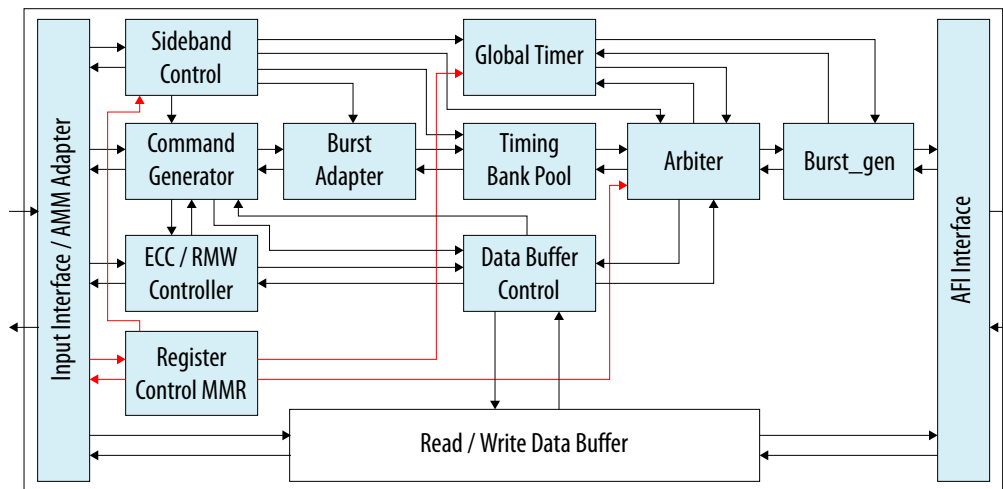 Input Interface / AMM Adapter
Sideband
Control
Global Timer
Command
Generator
Burst
Adapter
Timing
Bank Pool
Arbiter
Burst_gen
ECC / RMW
Controller
Data Buffer
Control
Register
Control MMR
Read / Write Data Buffer
AFI Interface